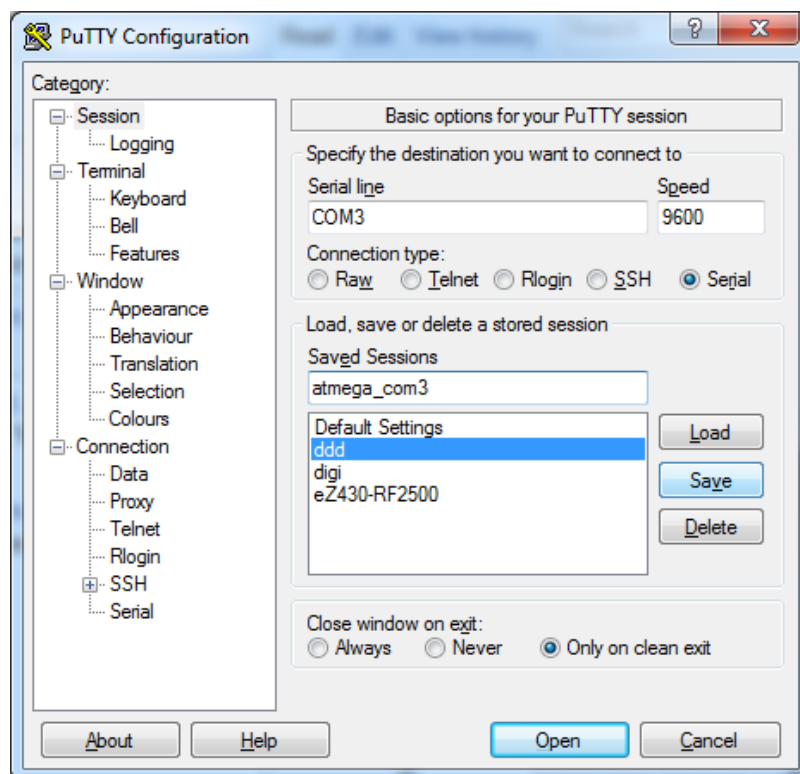 PuTTY Configuration
Read Edit View history
Category:
Session
Logging
Terminal
Keyboard
Bell
Features
Window
Appearance
Behaviour
Translation
Selection
Colours
Connection
Data
Proxy
Telnet
Rlogin
SSH
Serial
Basic options for your PuTTY session
Specify the destination you want to connect to
Serial line Speed
COM3 9600
Connection type:
Raw Telnet Rlogin SSH Serial
Load, save or delete a stored session
Saved Sessions
atmega_com3
Default Settings
ddd
digi
eZ430-RF2500
Load
Save
Delete
Close window on exit:
Always Never Only on clean exit
About Help Open Cancel